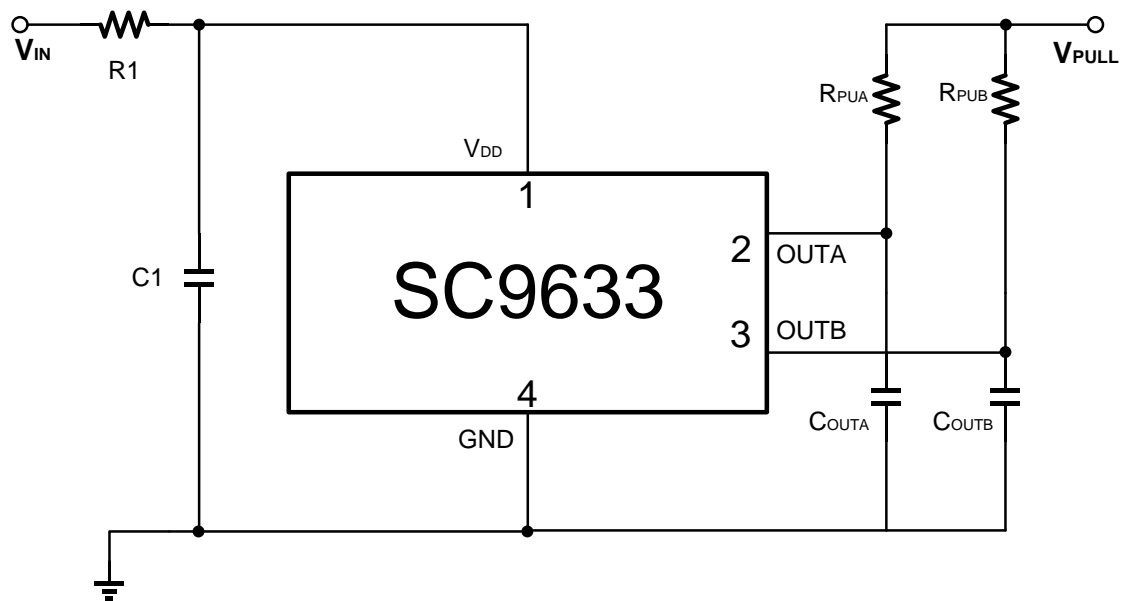 VIN
R1
VPULL
RPUA
RPUB
VDD
1
C1
SC9633
2
OUTA
3
OUTB
4
GND
COUTA
COUTB